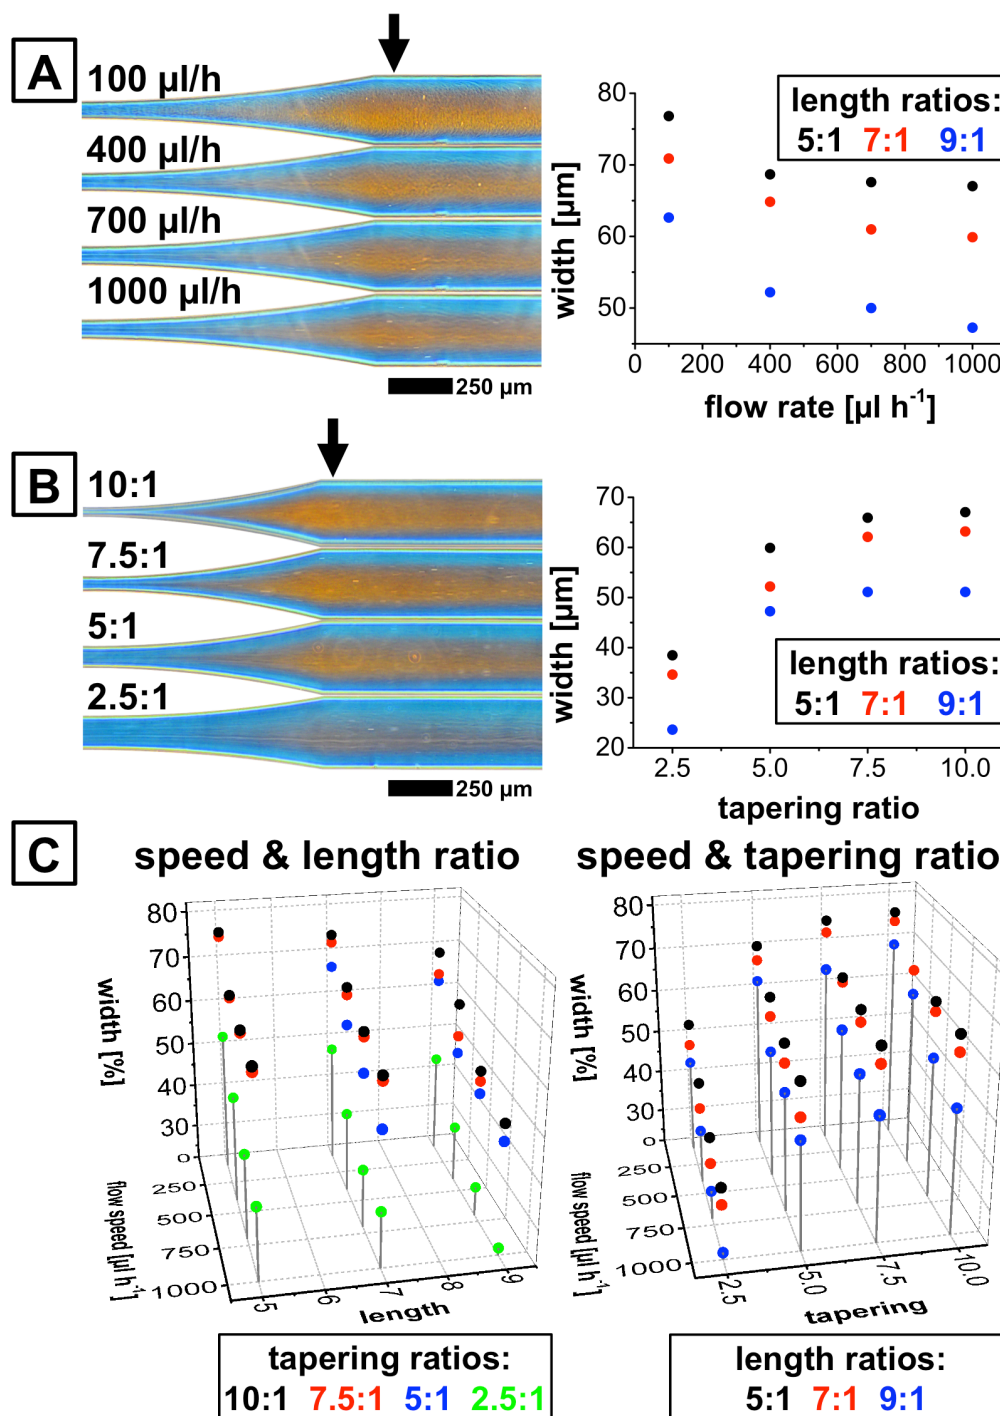 A
100 µl/h
400 µl/h
700 µl/h
1000 µl/h
250 µm
length ratios:
5:1 7:1 9:1
width [µm]
80
70
60
50
0 200 400 600 800 1000
flow rate [µl h-1]
B
10:1
7.5:1
5:1
2.5:1
250 µm
width [µm]
70
60
50
40
30
20
length ratios:
5:1 7:1 9:1
2.5 5.0 7.5 10.0
tapering ratio
C
speed & length ratio
width [%]
80
70
60
50
40
30
0
250
500
750
1000
flow speed [µl h-1]
5 6 7 8 9
length
tapering ratios:
10:1 7.5:1 5:1 2.5:1
speed & tapering ratio
width [%]
80
70
60
50
40
30
0
250
500
750
1000
flow speed [µl h-1]
2.5 5.0 7.5 10.0
tapering
length ratios:
5:1 7:1 9:1